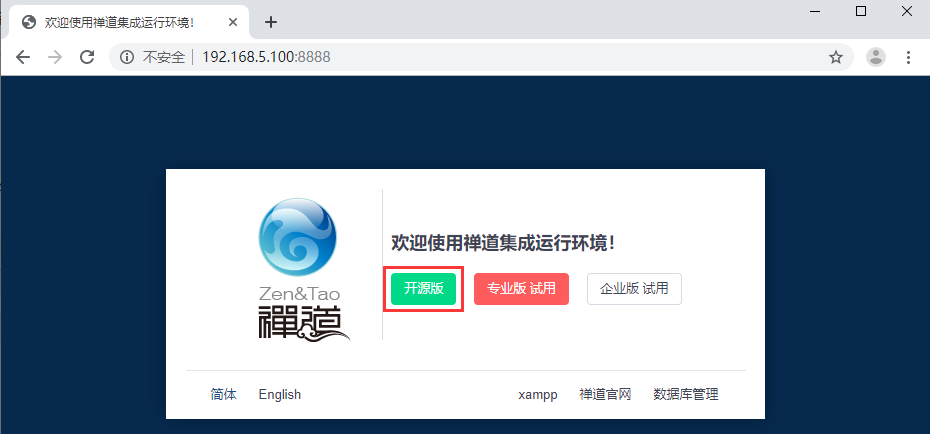 欢迎使用禅道集成运行环境!
不安全 192.168.5.100:8888
欢迎使用禅道集成运行环境!
开源版 专业版 试用 企业版 试用
Zen&Tao
禪道
简体 English xampp 禅道官网 数据库管理